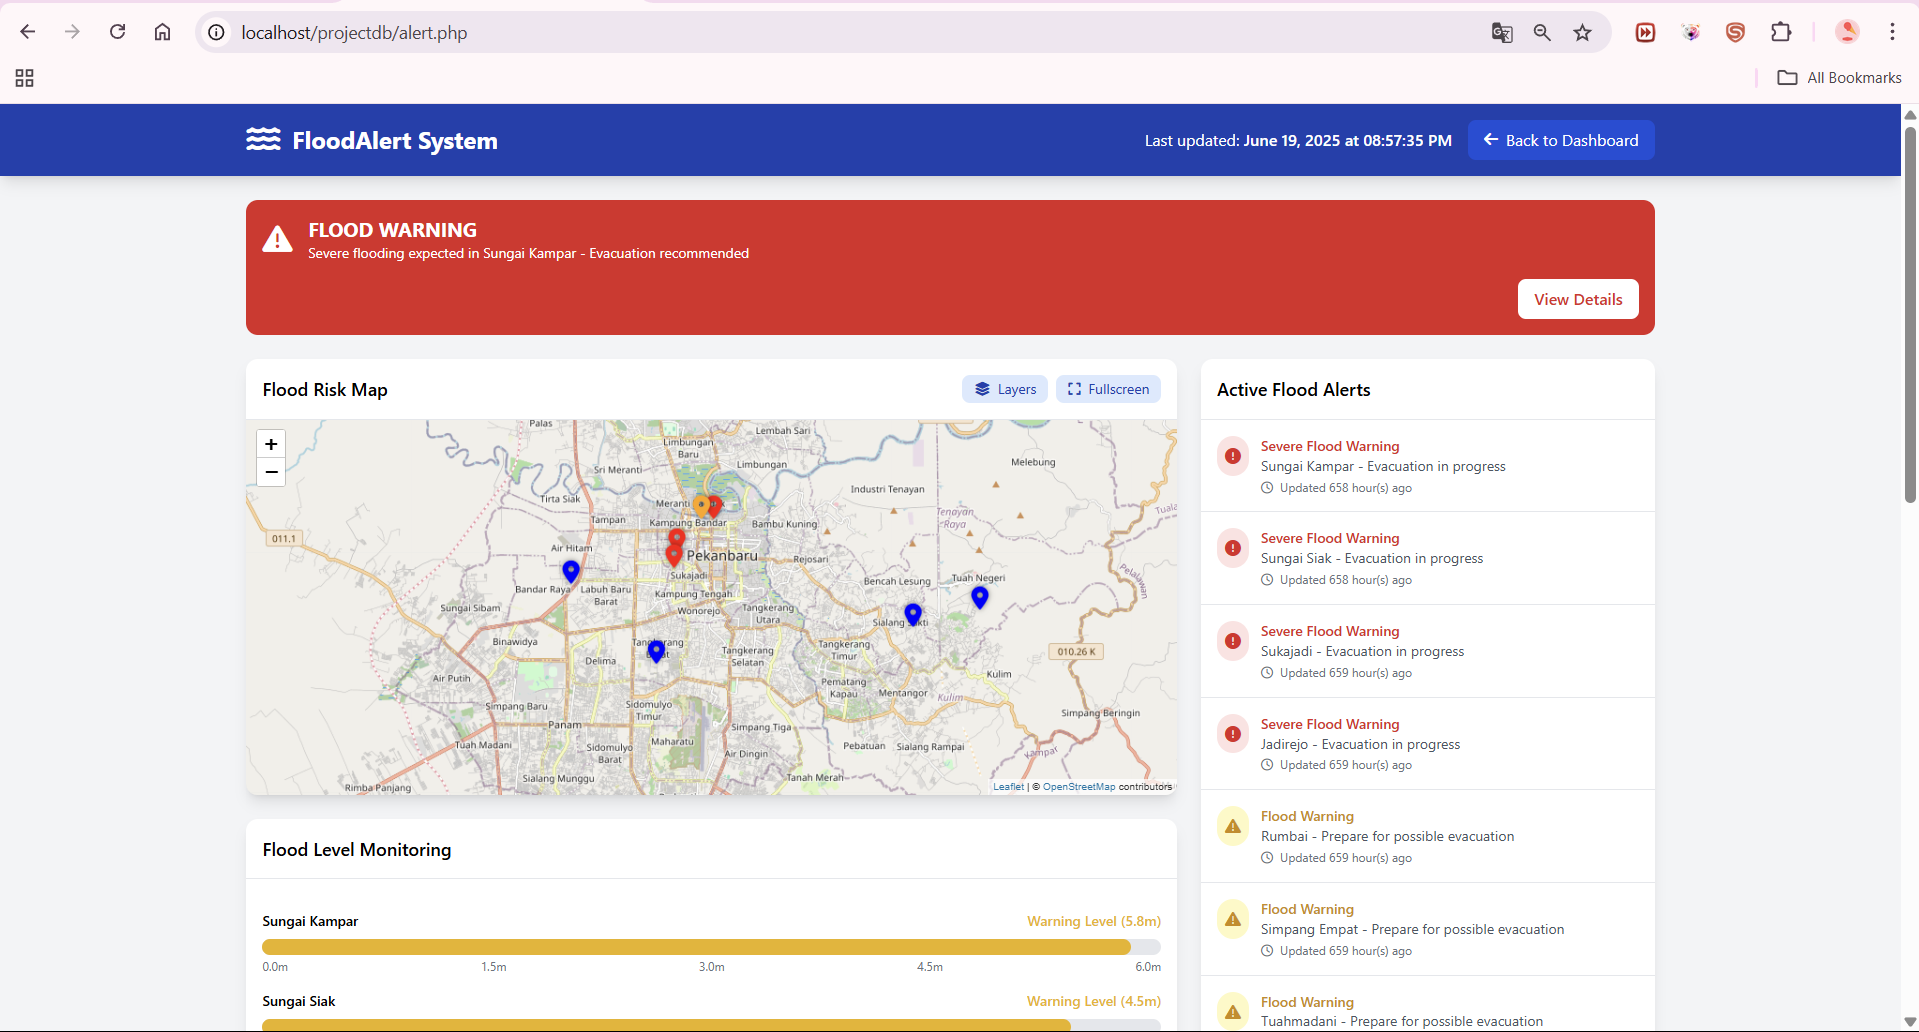 localhost/projectdb/alert.php
All Bookmarks
FloodAlert System
Last updated: June 19, 2025 at 08:57:35 PM
Back to Dashboard
FLOOD WARNING
Severe flooding expected in Sungai Kampar - Evacuation recommended
View Details
Flood Risk Map
Layers
Fullscreen
+
−
Palas
Lembah Sari
Limbungan
Baru
Limbungan
Sri Meranti
Melebung
Tirta Siak
Industri Tenayan
Meranti
Tampan
Kampung Bandar
Bambu Kuning
Tenayan
Raya
Tuala
011.1
Air Hitam
Pekanbaru
Rejosari
Sukajadi
Bencah Lesung
Tuah Negeri
Pelalawan
Bandar Raya
Labuh Baru
Barat
Kampung Tengah
Sungai Sibam
Wonorejo
Tangkerang
Utara
Sialang
Binawidya
Tangkerang
Selatan
Tangkerang
Timur
010.26 K
Delima
Air Putih
Pematang
Kapau
Mentangor
Kulim
Kulim
Simpang Baru
Sidomulyo
Timur
Simpang Beringin
Panam
Simpang Tiga
Tuah Madani
Sidomulyo
Barat
Maharatu
Air Dingin
Pebatuan
Sialang Rampai
Kampar
Sialang Munggu
Tanah Merah
Rimba Panjang
Leaflet | © OpenStreetMap contributors
Flood Level Monitoring
Sungai Kampar
Warning Level (5.8m)
0.0m
1.5m
3.0m
4.5m
6.0m
Sungai Siak
Warning Level (4.5m)
Active Flood Alerts
Severe Flood Warning
Sungai Kampar - Evacuation in progress
Updated 658 hour(s) ago
Severe Flood Warning
Sungai Siak - Evacuation in progress
Updated 658 hour(s) ago
Severe Flood Warning
Sukajadi - Evacuation in progress
Updated 659 hour(s) ago
Severe Flood Warning
Jadirejo - Evacuation in progress
Updated 659 hour(s) ago
Flood Warning
Rumbai - Prepare for possible evacuation
Updated 659 hour(s) ago
Flood Warning
Simpang Empat - Prepare for possible evacuation
Updated 659 hour(s) ago
Flood Warning
Tuahmadani - Prepare for possible evacuation